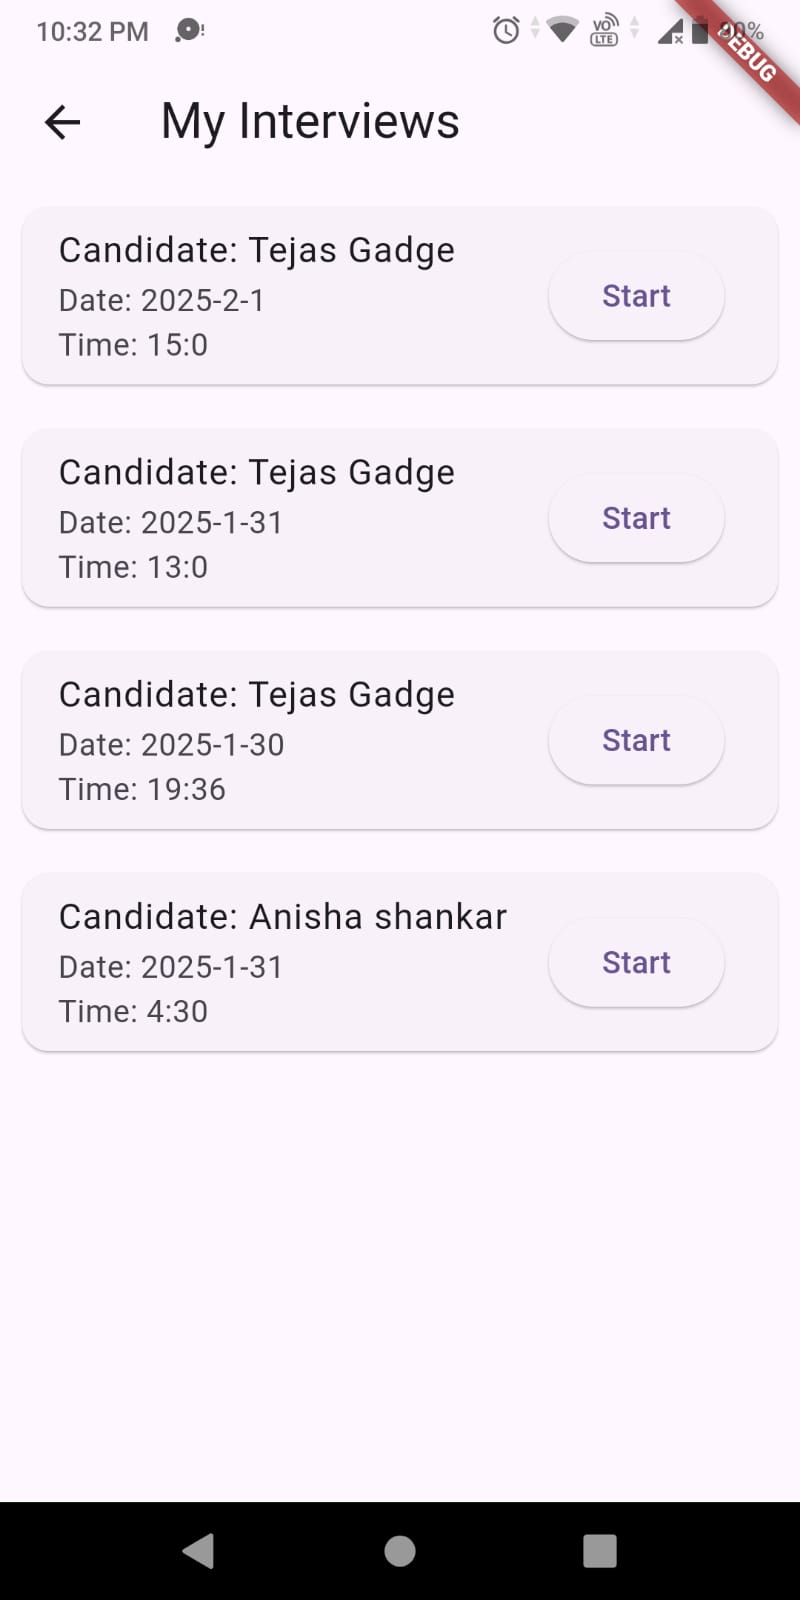 10:32 PM
VO LTE
80%
DEBUG
My Interviews
Candidate: Tejas Gadge
Date: 2025-2-1
Time: 15:0
Start
Candidate: Tejas Gadge
Date: 2025-1-31
Time: 13:0
Start
Candidate: Tejas Gadge
Date: 2025-1-30
Time: 19:36
Start
Candidate: Anisha shankar
Date: 2025-1-31
Time: 4:30
Start